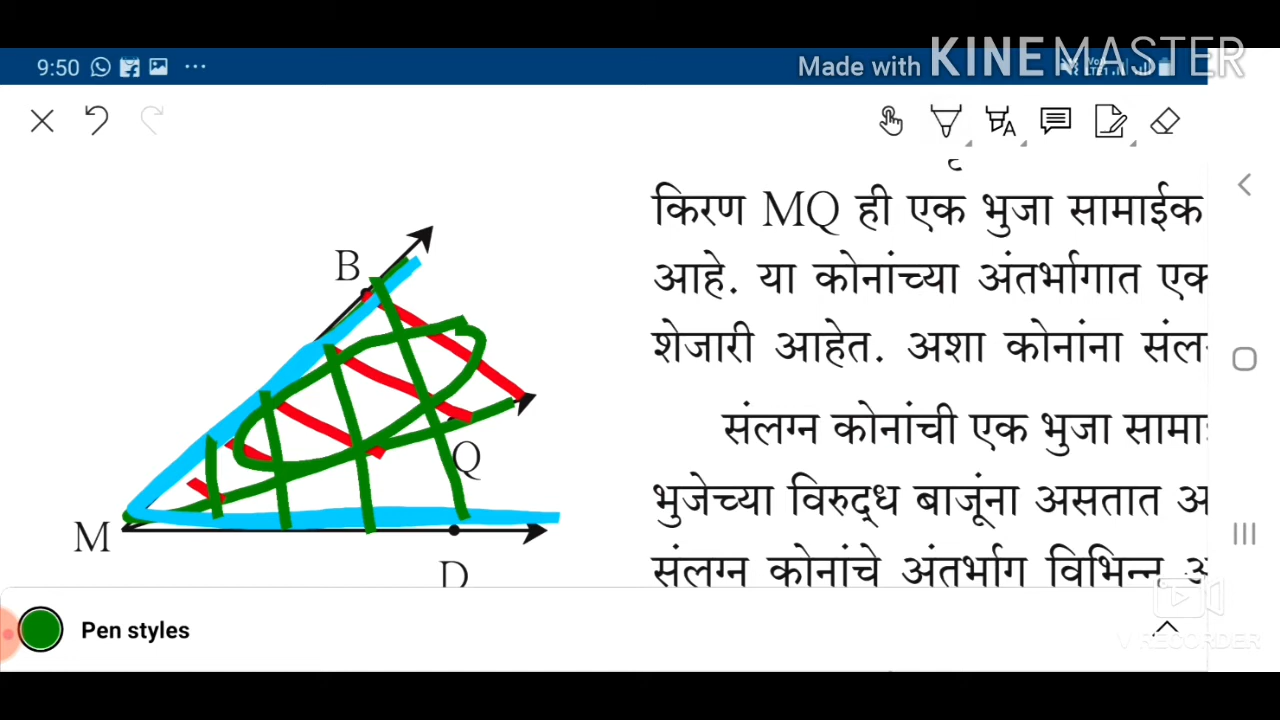 Made with KINEMASTER
9:50
किरण MQ ही एक भुजा सामाईक
आहे. या कोनांच्या अंतर्भागात एक
शेजारी आहेत. अशा कोनांना संल
संलग्न कोनांची एक भुजा सामा
भुजेच्या विरुद्ध बाजूंना असतात अ
संलग्न कोनांचे अंतर्भाग विभिन्न अ
B
Q
M
D
Pen styles
V RECORDER